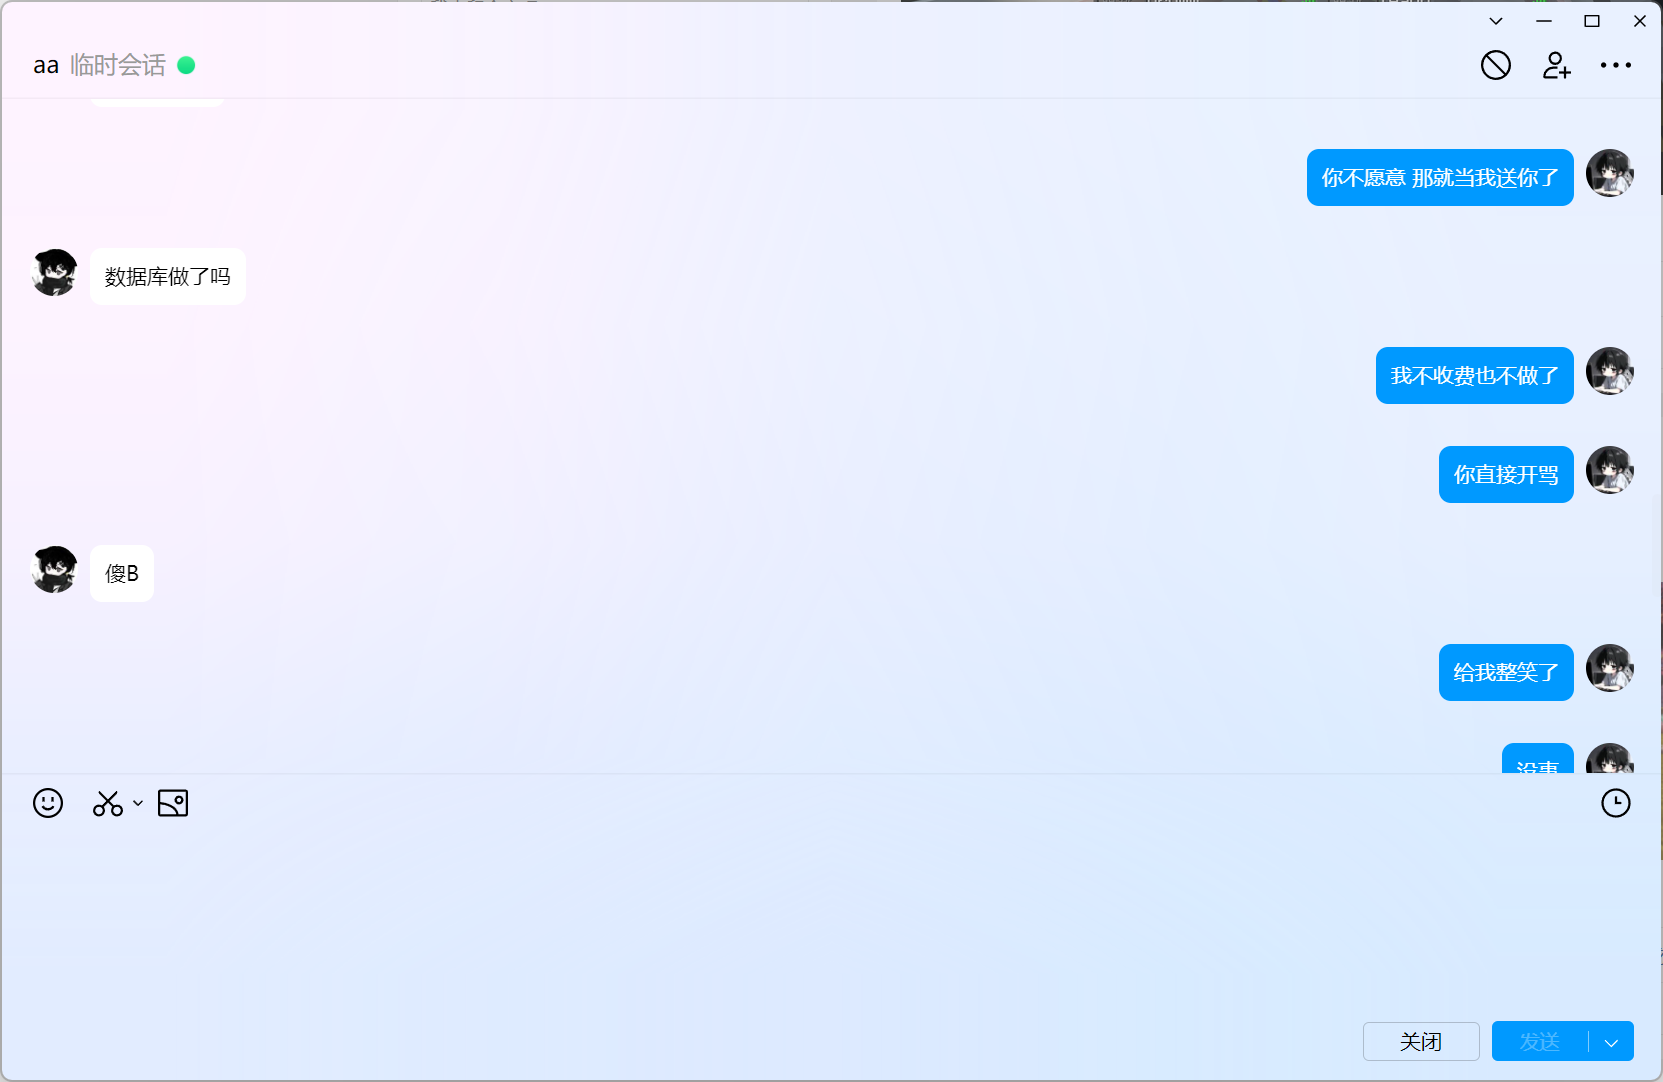 aa 临时会话
你不愿意 那就当我送你了
数据库做了吗
我不收费也不做了
你直接开骂
傻B
给我整笑了
没事
关闭
发送